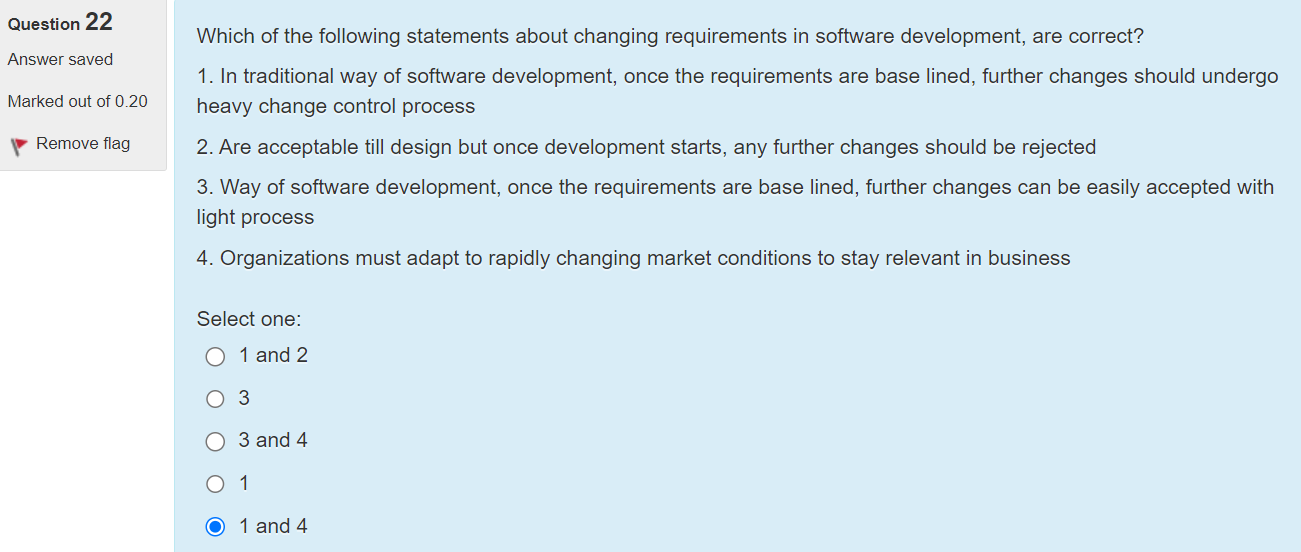 Question 22
Answer saved
Marked out of 0.20
Remove flag
Which of the following statements about changing requirements in software development, are correct?
1. In traditional way of software development, once the requirements are base lined, further changes should undergo
heavy change control process
2. Are acceptable till design but once development starts, any further changes should be rejected
3. Way of software development, once the requirements are base lined, further changes can be easily accepted with
light process
4. Organizations must adapt to rapidly changing market conditions to stay relevant in business
Select one:
1 and 2
3
3 and 4
1
1 and 4